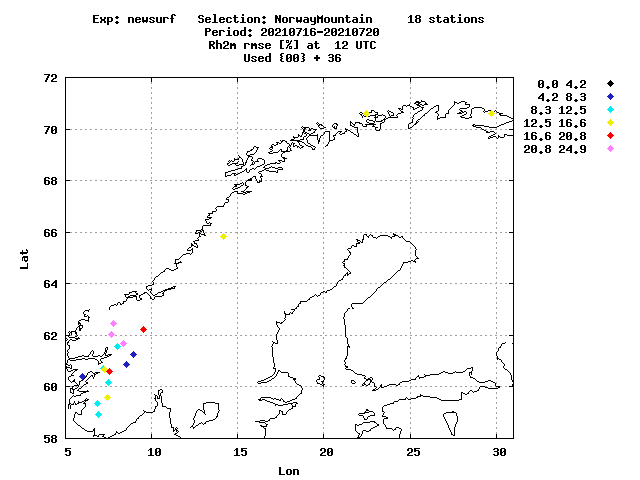 Exp: newsurf Selection: NorwayMountain 18 stations
Period: 20210716-20210720
Rh2m rmse [%] at 12 UTC
Used {00} + 36
72
70
68
66
64
62
60
58
Lat
5 10 15 20 25 30
Lon
0.0 4.2
4.2 8.3
8.3 12.5
12.5 16.6
16.6 20.8
20.8 24.9